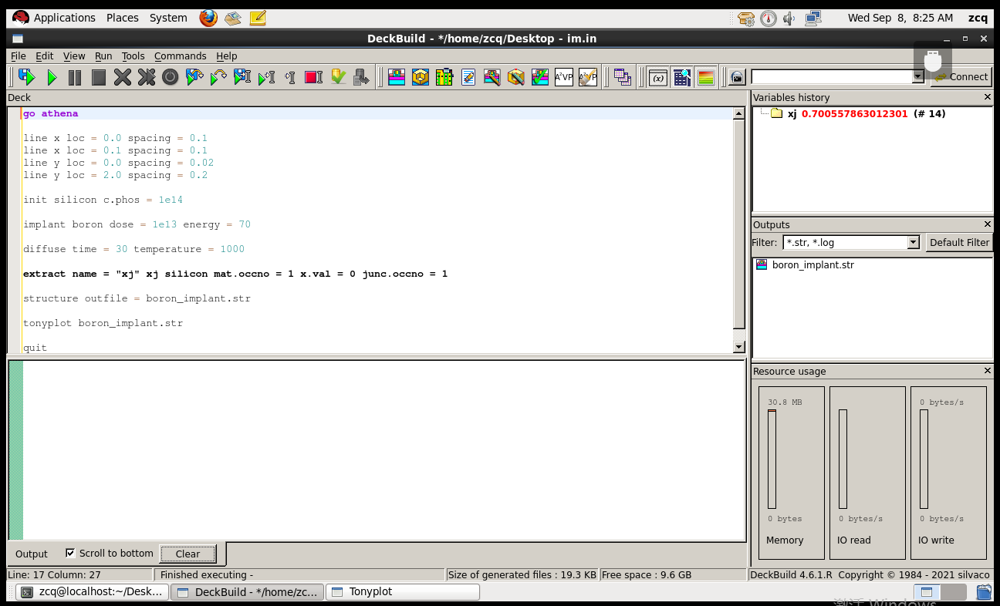 Applications Places System
Wed Sep 8, 8:25 AM zcq
DeckBuild - */home/zcq/Desktop - im.in
File Edit View Run Tools Commands Help
A²VP
(x)
Connect
Deck
go athena
line x loc = 0.0 spacing = 0.1
line x loc = 0.1 spacing = 0.1
line y loc = 0.0 spacing = 0.02
line y loc = 2.0 spacing = 0.2
init silicon c.phos = 1e14
implant boron dose = 1e13 energy = 70
diffuse time = 30 temperature = 1000
extract name = "xj" xj silicon mat.occno = 1 x.val = 0 junc.occno = 1
structure outfile = boron_implant.str
tonyplot boron_implant.str
quit
Output
Scroll to bottom
Clear
Variables history
xj 0.700557863012301 (# 14)
Outputs
Filter: *.str, *.log Default Filter
boron_implant.str
Resource usage
30.8 MB
0 bytes/s
0 bytes 0 bytes/s 0 bytes/s
Memory IO read IO write
Line: 17 Column: 27 Finished executing - Size of generated files : 19.3 KB Free space : 9.6 GB DeckBuild 4.6.1.R Copyright © 1984 - 2021 silvaco
zcq@localhost:~/Desk... DeckBuild - */home/zc... Tonyplot
激活 Windows